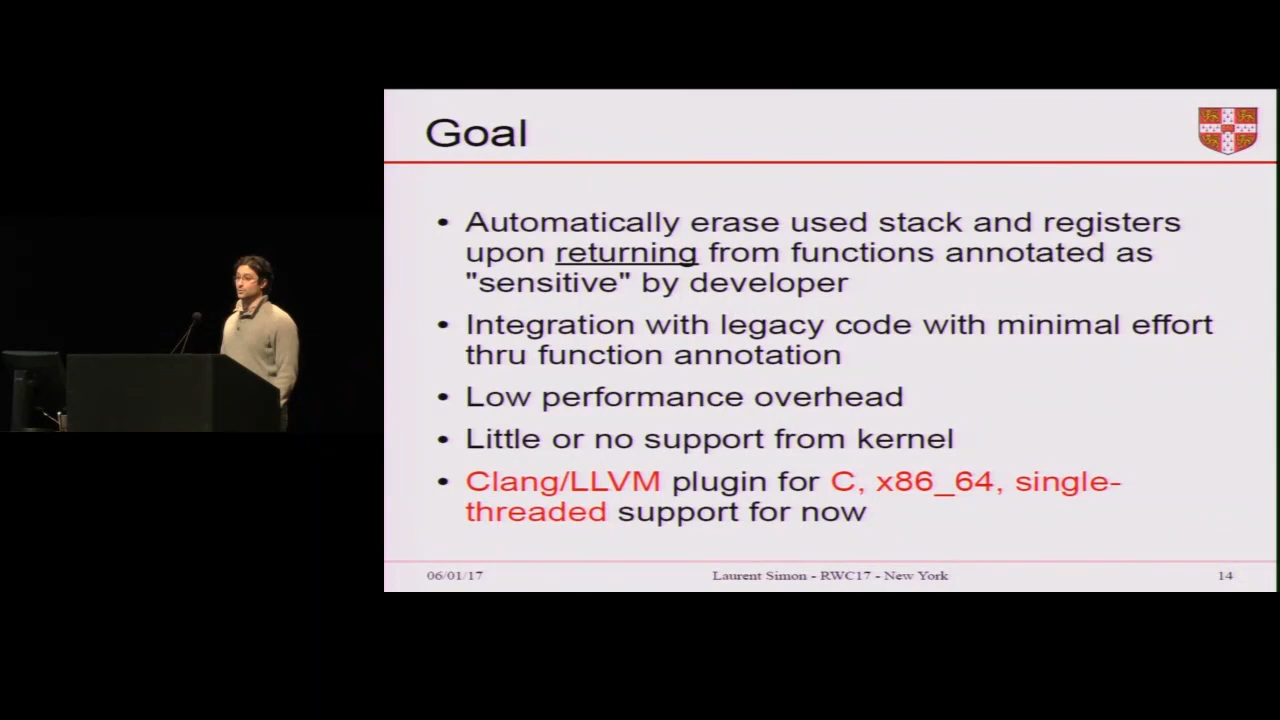 Goal
• Automatically erase used stack and registers
upon returning from functions annotated as
"sensitive" by developer
• Integration with legacy code with minimal effort
thru function annotation
• Low performance overhead
• Little or no support from kernel
• Clang/LLVM plugin for C, x86_64, single-
threaded support for now
06/01/17
Laurent Simon - RWC17 - New York
14